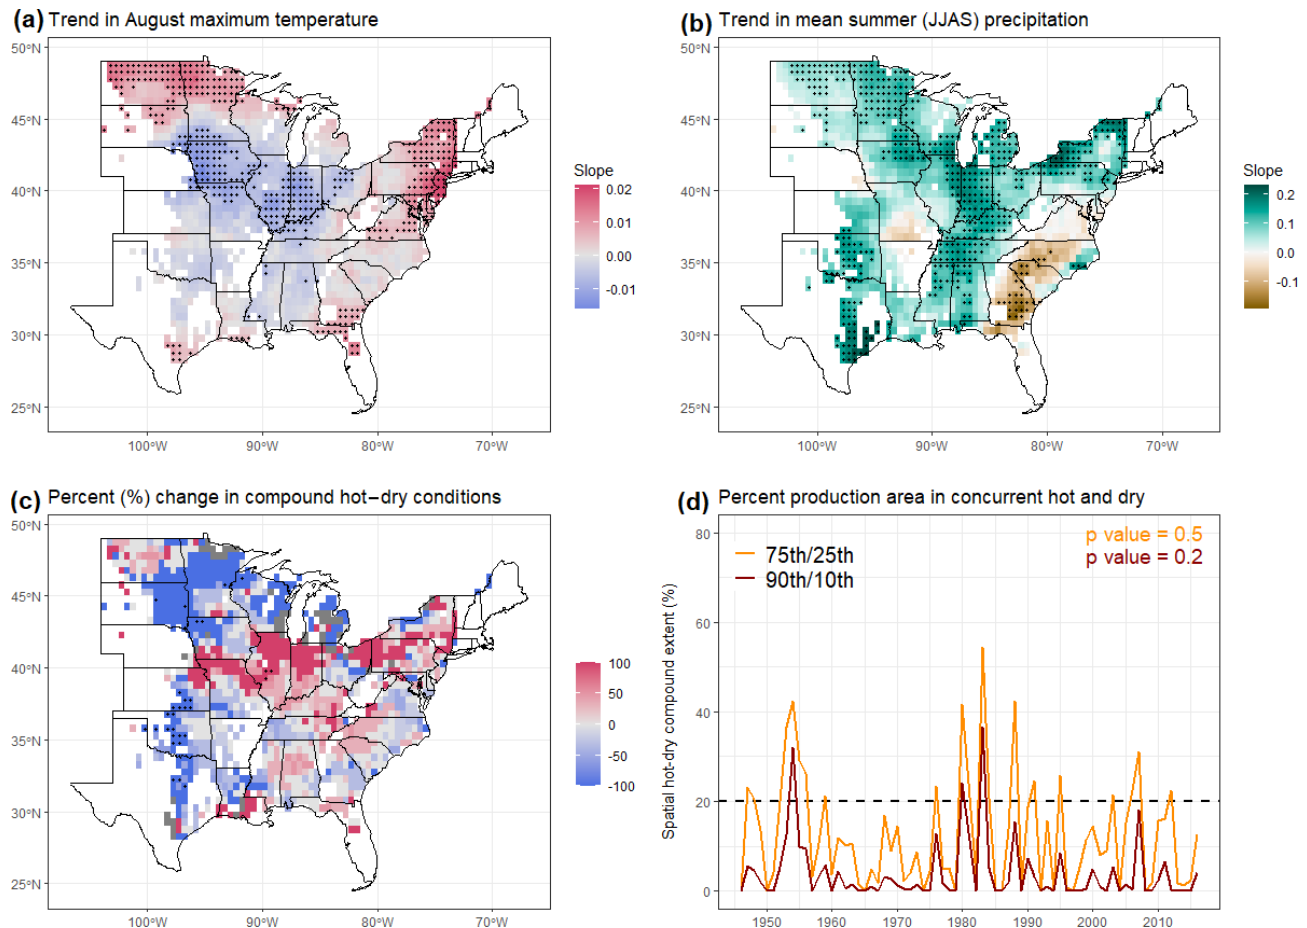 (a) Trend in August maximum temperature
50°N
45°N
40°N
35°N
30°N
25°N
100°W 90°W 80°W 70°W
Slope
0.02
0.01
0.00
-0.01
(b) Trend in mean summer (JJAS) precipitation
50°N
45°N
40°N
35°N
30°N
25°N
100°W 90°W 80°W 70°W
Slope
0.2
0.1
0.0
-0.1
(c) Percent (%) change in compound hot−dry conditions
50°N
45°N
40°N
35°N
30°N
25°N
100°W 90°W 80°W 70°W
100
50
0
-50
-100
(d) Percent production area in concurrent hot and dry
Spatial hot-dry compound extent (%)
80
60
40
20
0
1950 1960 1970 1980 1990 2000 2010
75th/25th
90th/10th
p value = 0.5
p value = 0.2